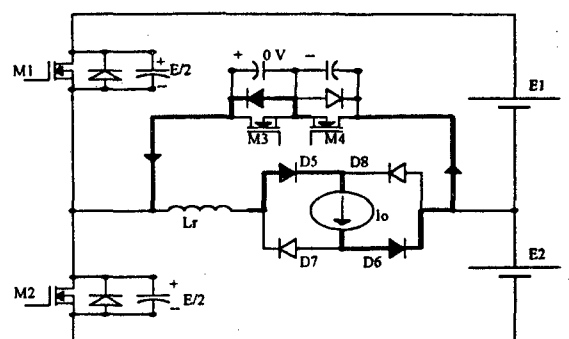 + 0 V −
M1
+
E/2
−
E1
M3 M4
D5 D8
Lr
Io
D7 D6
E2
M2
+
E/2
−